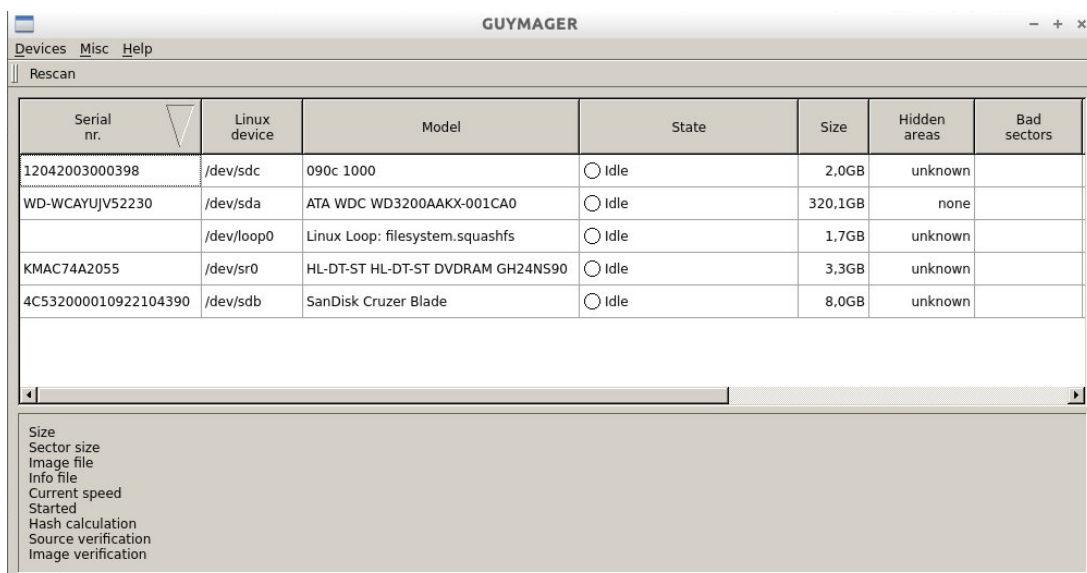 GUYMAGER
Devices Misc Help
Rescan
Serial nr. Linux device Model State Size Hidden areas Bad sectors
12042003000398 /dev/sdc 090c 1000 Idle 2,0GB unknown
WD-WCAYUJV52230 /dev/sda ATA WDC WD3200AAKX-001CA0 Idle 320,1GB none
/dev/loop0 Linux Loop: filesystem.squashfs Idle 1,7GB unknown
KMAC74A2055 /dev/sr0 HL-DT-ST HL-DT-ST DVDRAM GH24NS90 Idle 3,3GB unknown
4C532000010922104390 /dev/sdb SanDisk Cruzer Blade Idle 8,0GB unknown
Size
Sector size
Image file
Info file
Current speed
Started
Hash calculation
Source verification
Image verification